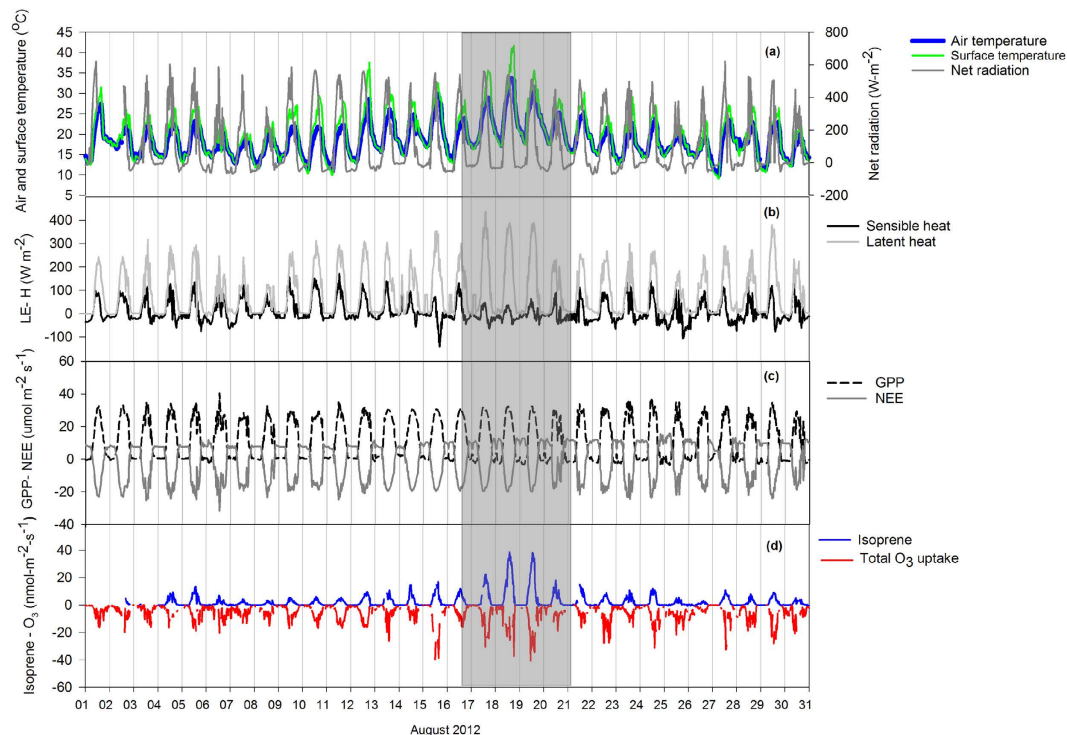 Air and surface temperature (°C)
45
40
35
30
25
20
15
10
5
(a)
800
600
400
200
0
-200
Net radiation (W-m⁻²)
Air temperature
Surface temperature
Net radiation
LE- H (W m⁻²)
400
300
200
100
0
-100
(b)
Sensible heat
Latent heat
GPP- NEE (umol m⁻² s⁻¹)
60
40
20
0
-20
-40
(c)
GPP
NEE
Isoprene - O₃ (nmol-m⁻²-s⁻¹)
40
20
0
-20
-40
-60
(d)
Isoprene
Total O₃ uptake
01 02 03 04 05 06 07 08 09 10 11 12 13 14 15 16 17 18 19 20 21 22 23 24 25 26 27 28 29 30 31
August 2012